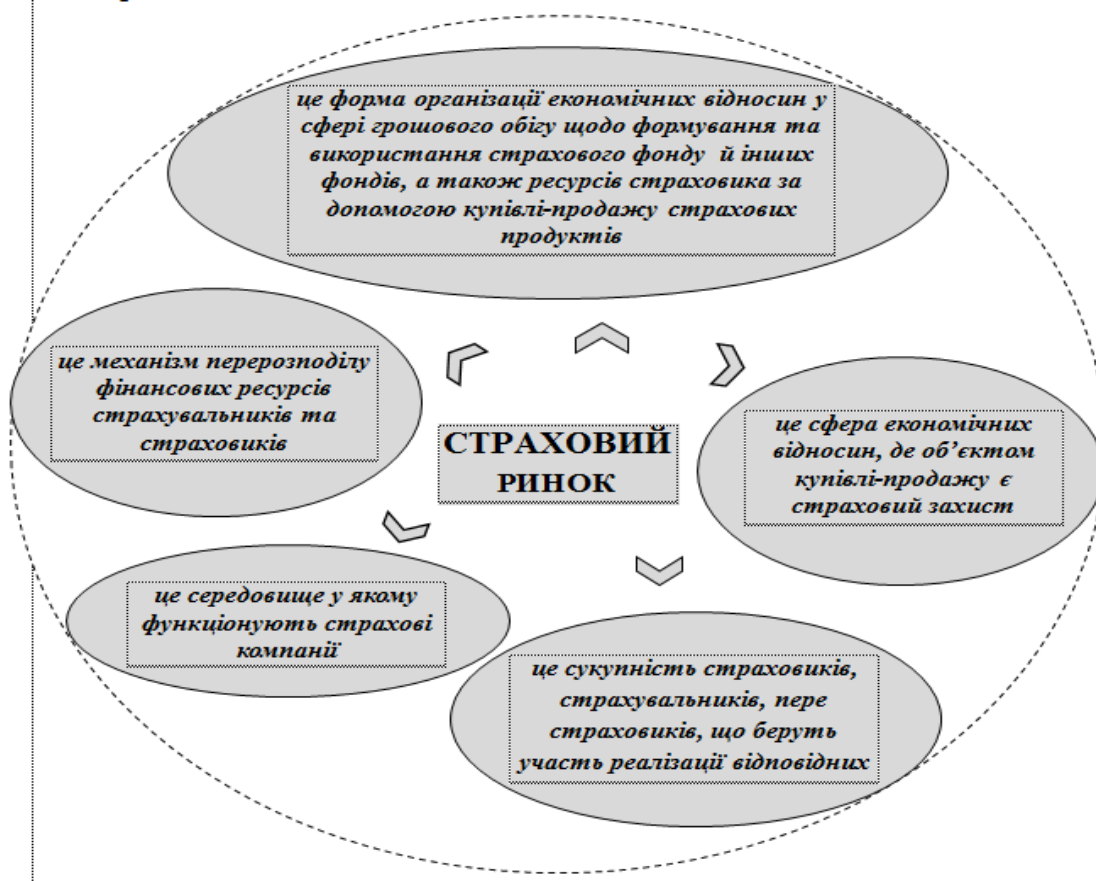 це форма організації економічних відносин у
сфері грошового обігу щодо формування та
використання страхового фонду й інших
фондів, а також ресурсів страховика за
допомогою купівлі-продажу страхових
продуктів
це механізм перерозподілу
фінансових ресурсів
страхувальників та
страховиків
СТРАХОВИЙ
РИНОК
це сфера економічних
відносин, де об’єктом
купівлі-продажу є
страховий захист
це середовище у якому
функціонують страхові
компанії
це сукупність страховиків,
страхувальників, пере
страховиків, що беруть
участь реалізації відповідних